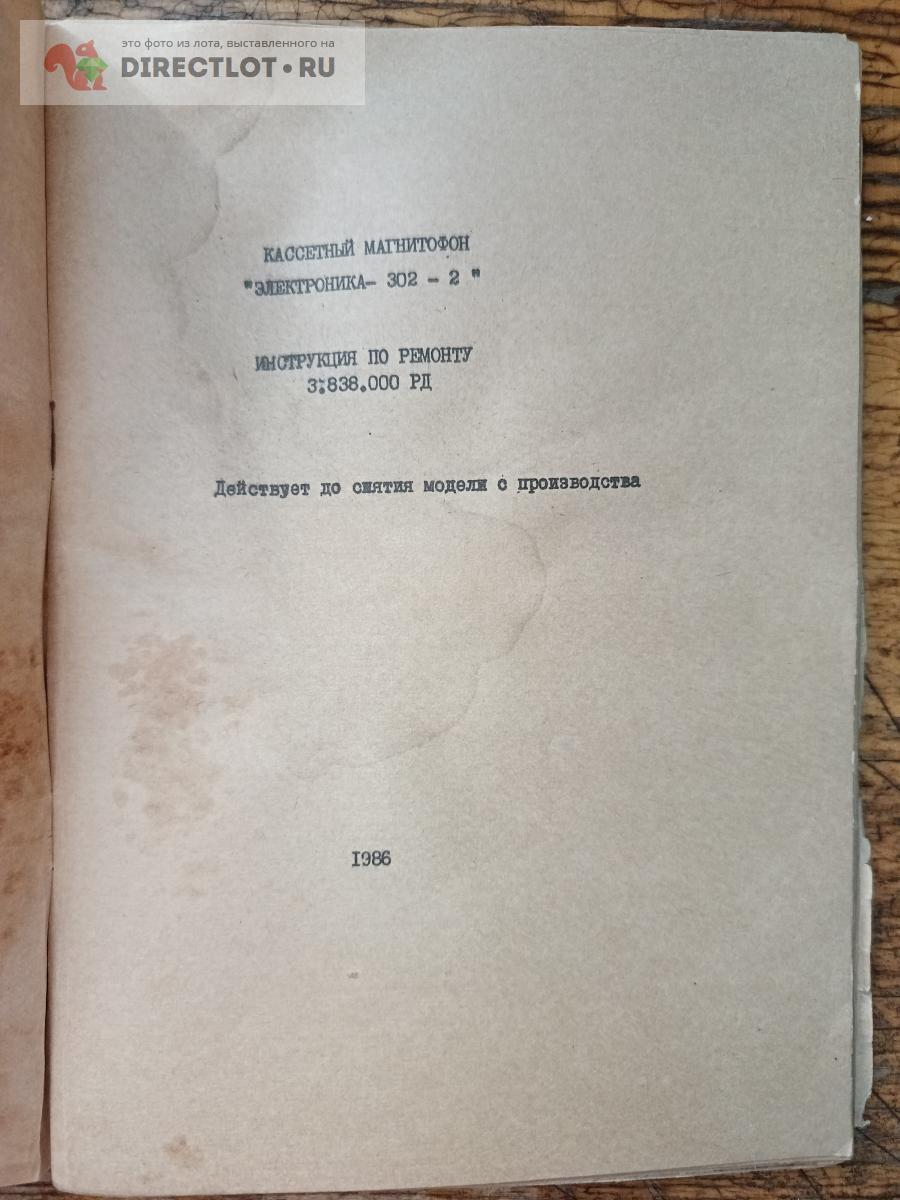 это фото из лота, выставленного на
DIRECTLOT•RU
КАССЕТНЫЙ МАГНИТОФОН
"ЭЛЕКТРОНИКА- 302 - 2 "
ИНСТРУКЦИЯ ПО РЕМОНТУ
3.838.000 РД
Действует до снятия модели с производства
I986